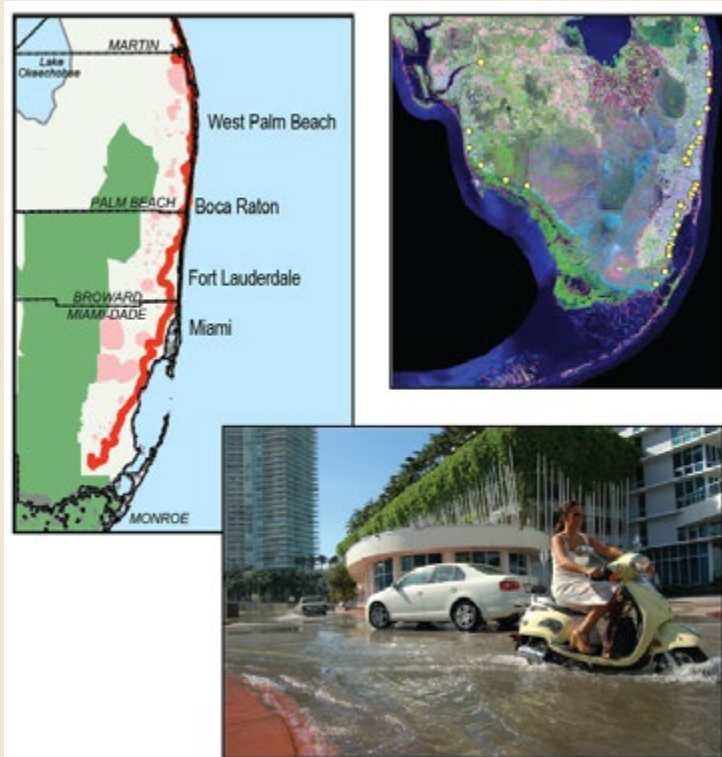 MARTIN
Lake
Okeechobee
West Palm Beach
PALM BEACH
Boca Raton
Fort Lauderdale
BROWARD
MIAMI-DADE
Miami
MONROE